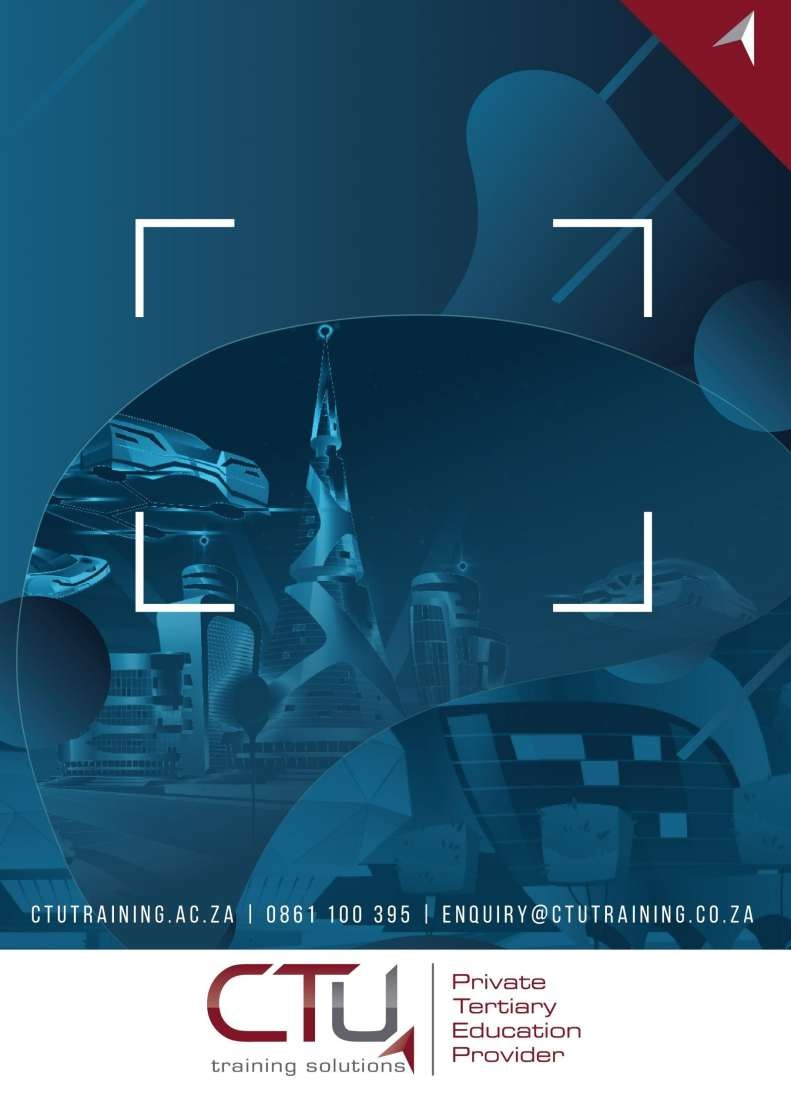 CTUTRAINING.AC.ZA | 0861 100 395 | ENQUIRY@CTUTRAINING.CO.ZA
CTU
training solutions
Private
Tertiary
Education
Provider